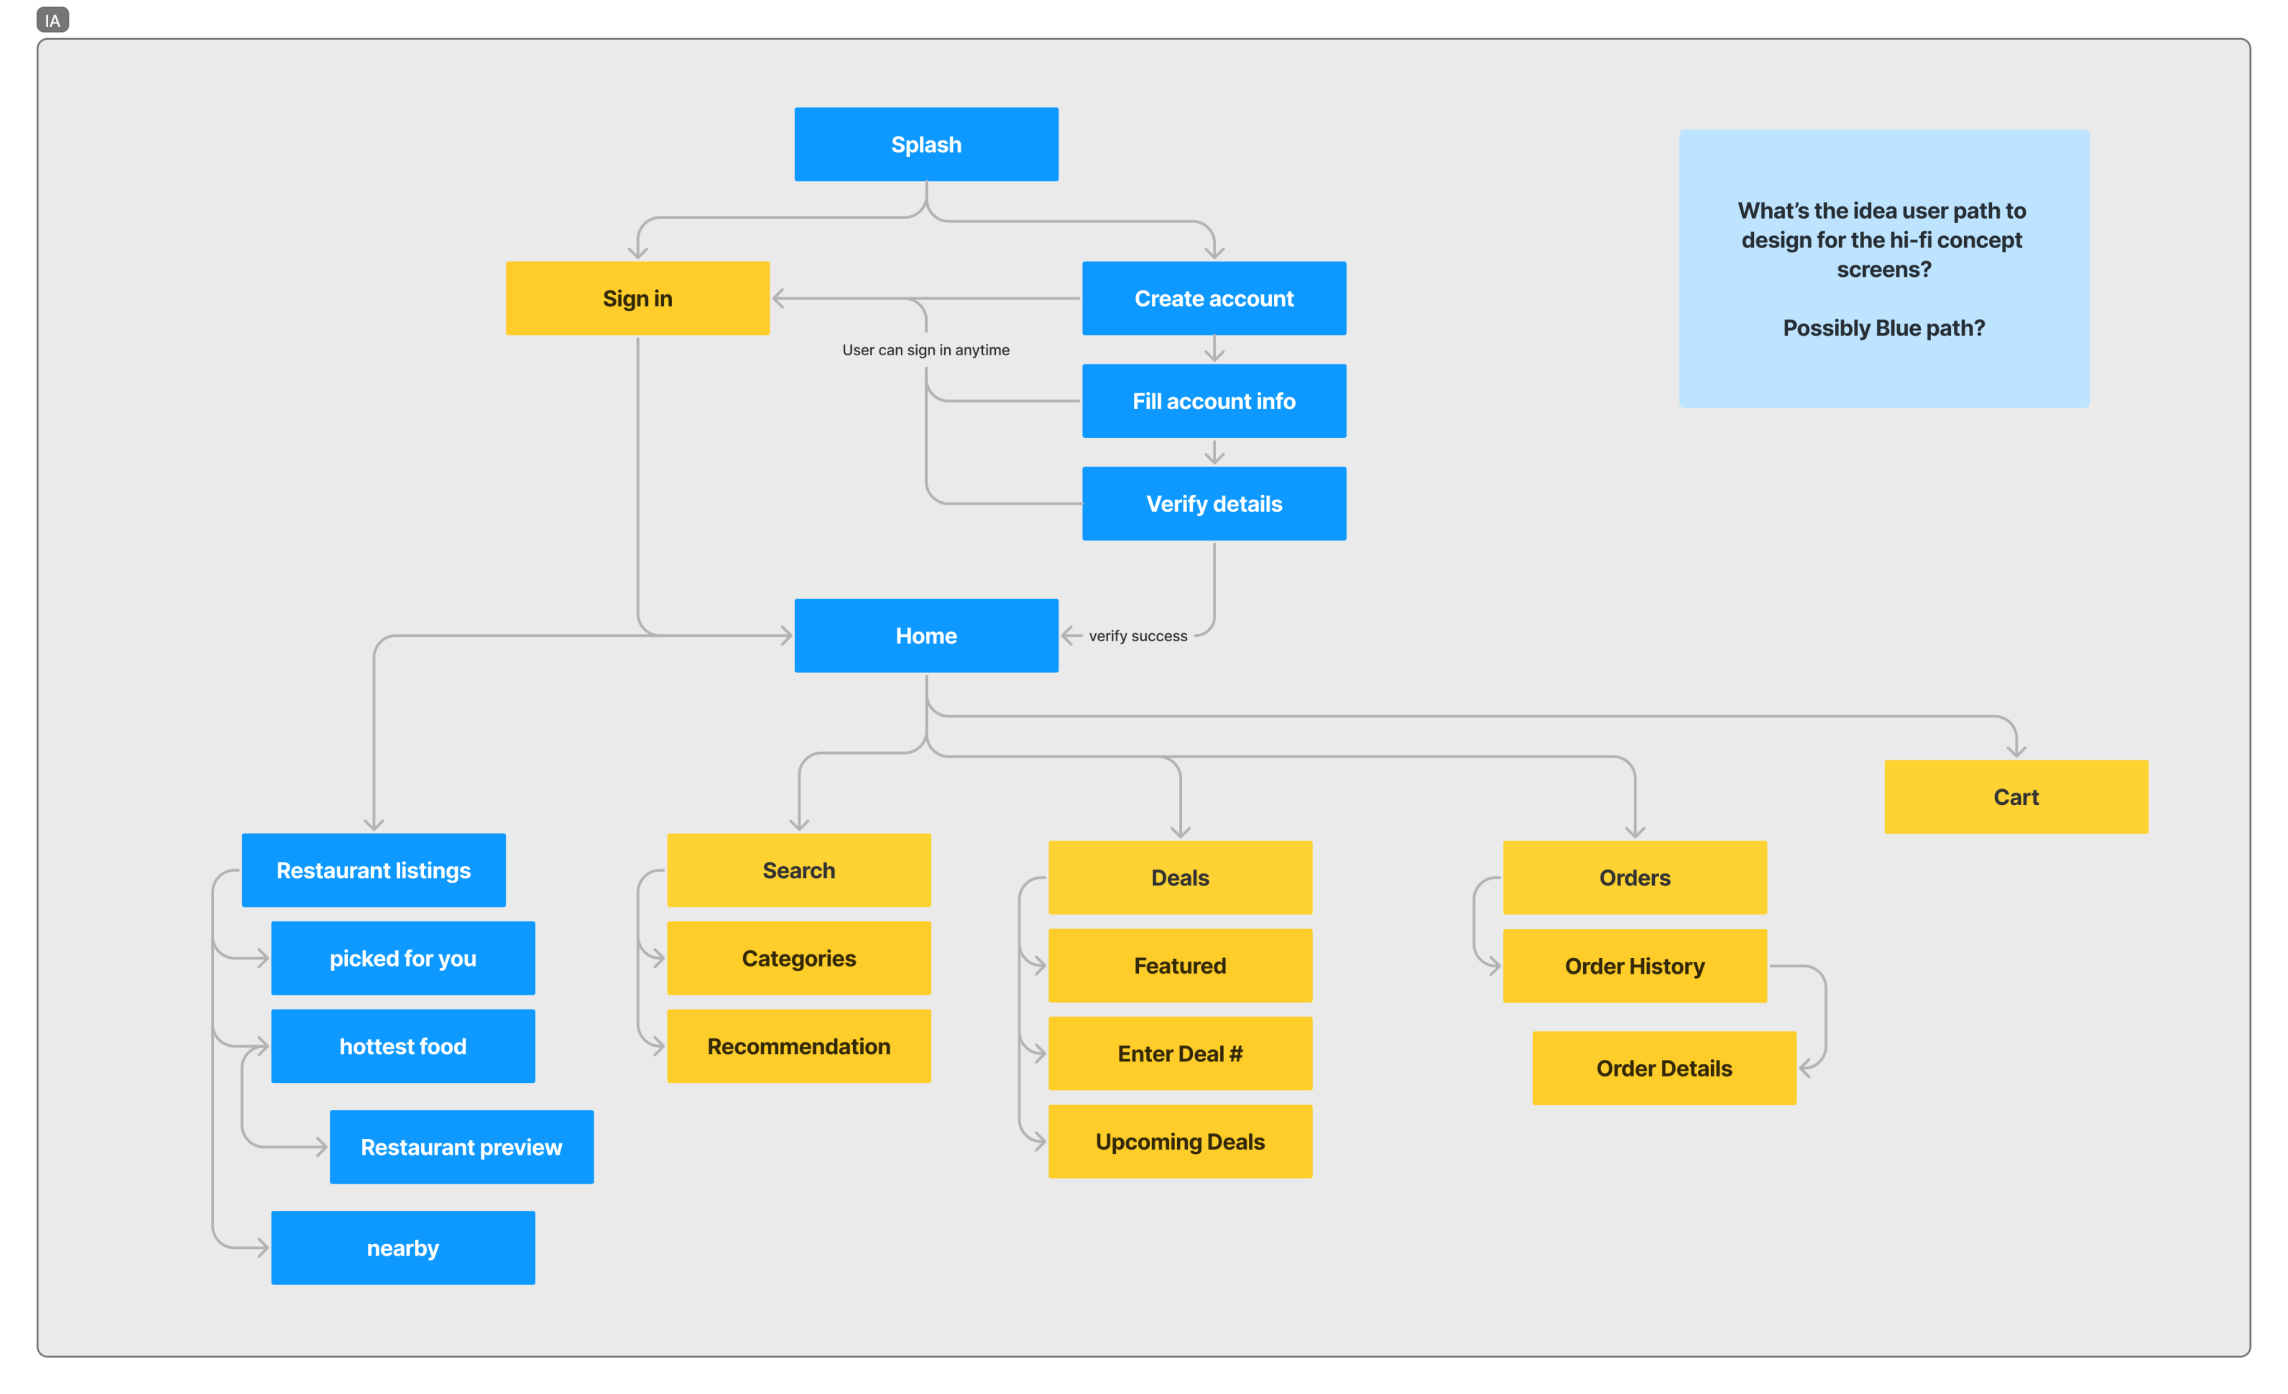 IA
Splash
What’s the idea user path to
design for the hi-fi concept
screens?
Possibly Blue path?
Sign in
Create account
User can sign in anytime
Fill account info
Verify details
Home
verify success
Cart
Restaurant listings
picked for you
hottest food
Restaurant preview
nearby
Search
Categories
Recommendation
Deals
Featured
Enter Deal #
Upcoming Deals
Orders
Order History
Order Details